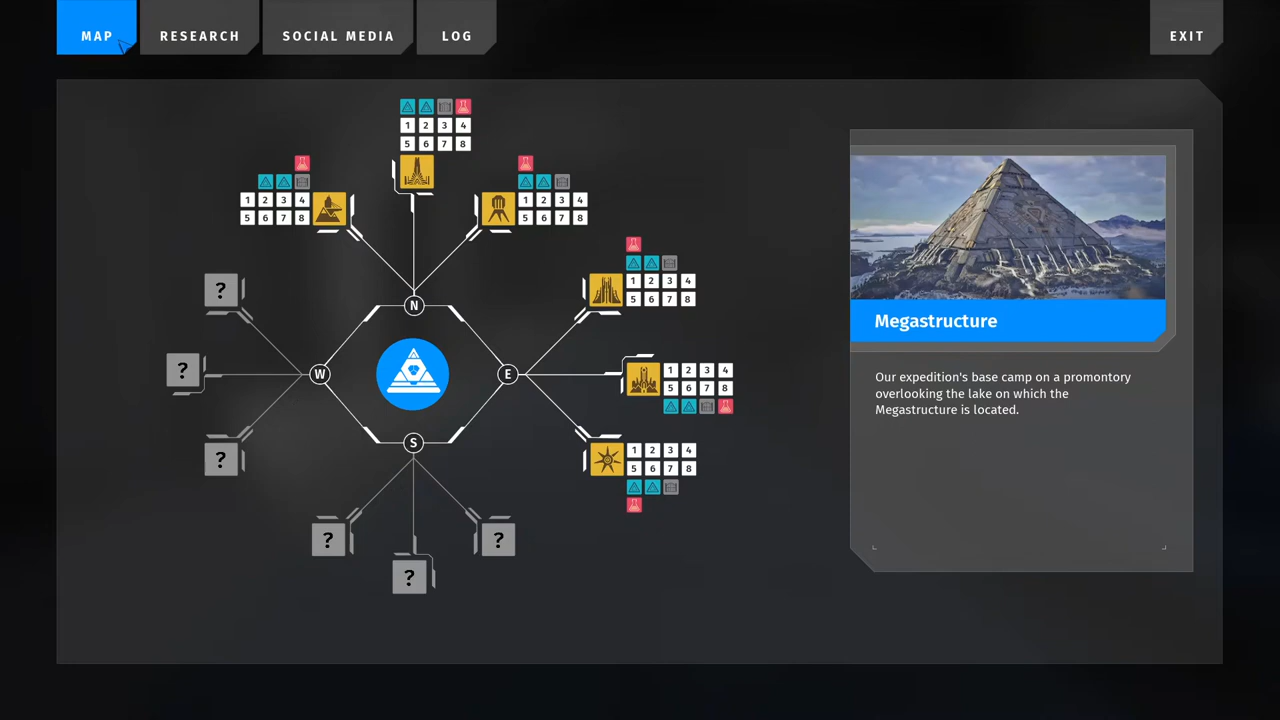 MAP
RESEARCH
SOCIAL MEDIA
LOG
EXIT
1 2 3 4
5 6 7 8
1 2 3 4
5 6 7 8
1 2 3 4
5 6 7 8
1 2 3 4
5 6 7 8
1 2 3 4
5 6 7 8
1 2 3 4
5 6 7 8
N
W
E
S
?
?
?
?
?
?
Megastructure
Our expedition's base camp on a promontory
overlooking the lake on which the
Megastructure is located.